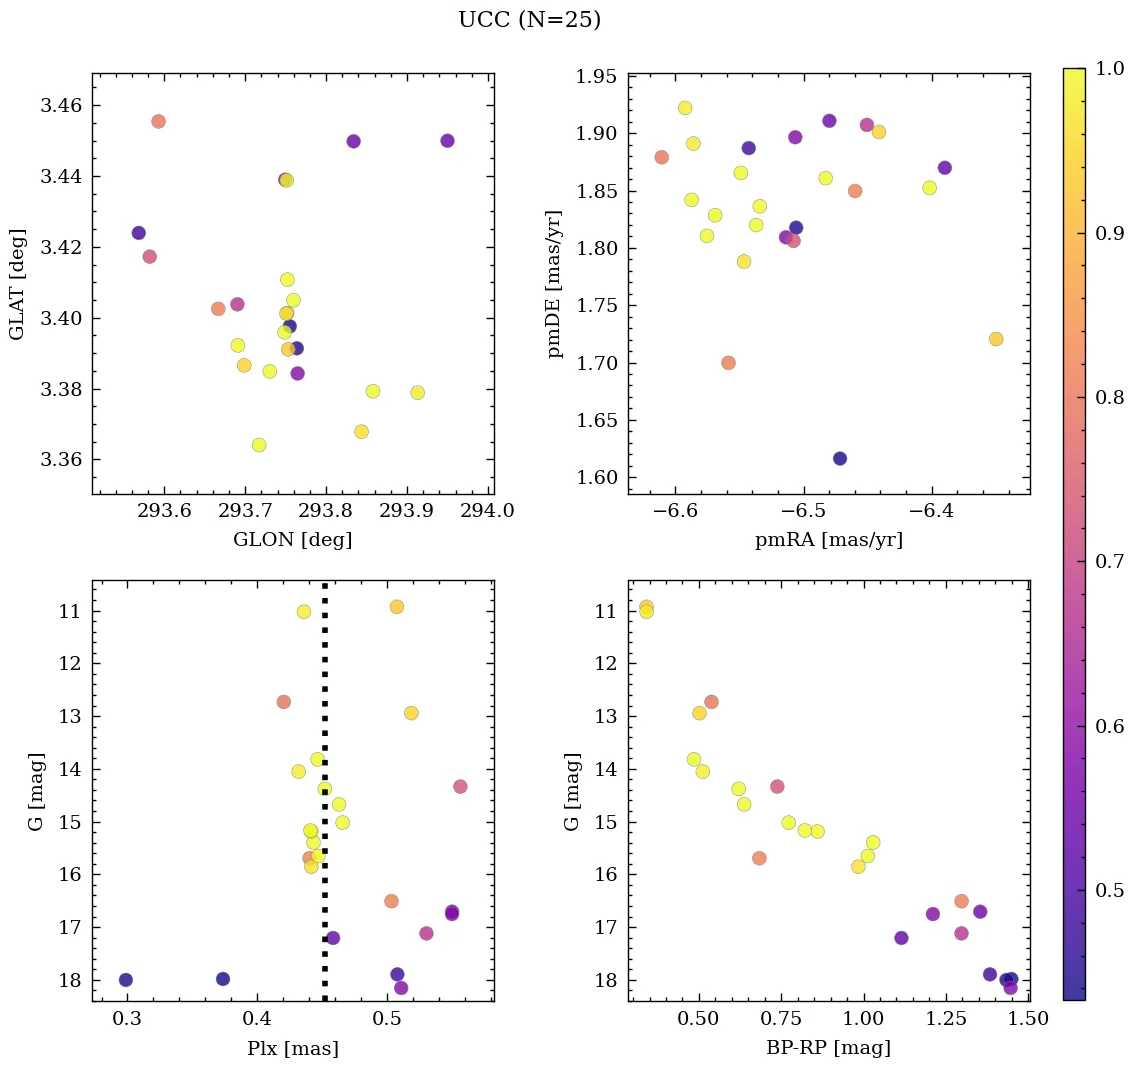 UCC (N=25)
3.46
3.44
3.42
3.40
3.38
3.36
GLAT [deg]
293.6 293.7 293.8 293.9 294.0
GLON [deg]
1.95
1.90
1.85
1.80
1.75
1.70
1.65
1.60
pmDE [mas/yr]
−6.6 −6.5 −6.4
pmRA [mas/yr]
11
12
13
14
15
16
17
18
G [mag]
0.3 0.4 0.5
Plx [mas]
11
12
13
14
15
16
17
18
G [mag]
0.50 0.75 1.00 1.25 1.50
BP-RP [mag]
1.0
0.9
0.8
0.7
0.6
0.5